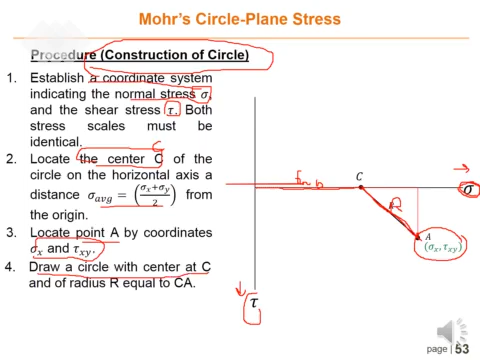 Mohr's Circle-Plane Stress
Procedure (Construction of Circle)
1. Establish a coordinate system
indicating the normal stress σ,
and the shear stress τ. Both
stress scales must be
identical.
C
2. Locate the center C of the
circle on the horizontal axis a
distance σavg = (σx+σy / 2) from
the origin.
3. Locate point A by coordinates
σx and τxy.
4. Draw a circle with center at C
and of radius R equal to CA.
C
σ
R
A
(σx, τxy)
τ
page | 53